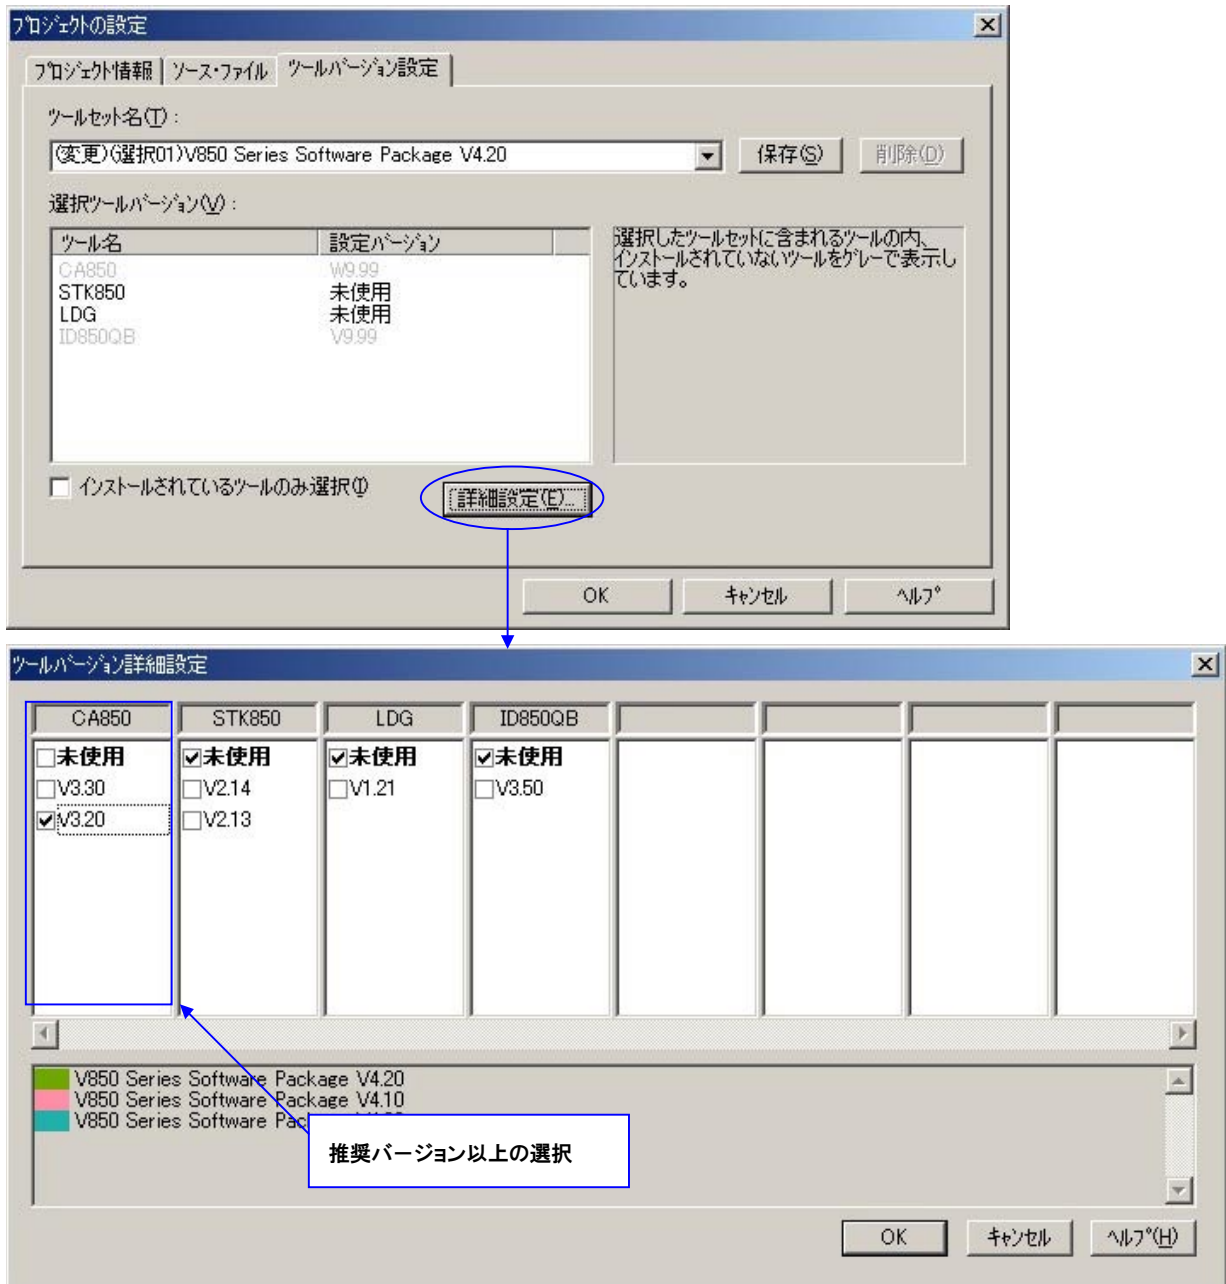 プロジェクトの設定
プロジェクト情報 ソース・ファイル ツールバージョン設定
ツールセット名(T) :
(変更)(選択01)V850 Series Software Package V4.20 保存(S) 削除(D)
選択ツールバージョン(V) :
ツール名 設定バージョン
CA850 W9.99
STK850 未使用
LDG 未使用
ID850QB V9.99
選択したツールセットに含まれるツールの内、
インストールされていないツールをグレーで表示し
ています。
インストールされているツールのみ選択(I)
詳細設定(E)...
OK キャンセル ヘルプ
ツールバージョン詳細設定
CA850 STK850 LDG ID850QB
未使用 未使用 未使用 未使用
V3.30 V2.14 V1.21 V3.50
V3.20 V2.13
V850 Series Software Package V4.20
V850 Series Software Package V4.10
V850 Series Software Pac
推奨バージョン以上の選択
OK キャンセル ヘルプ(H)